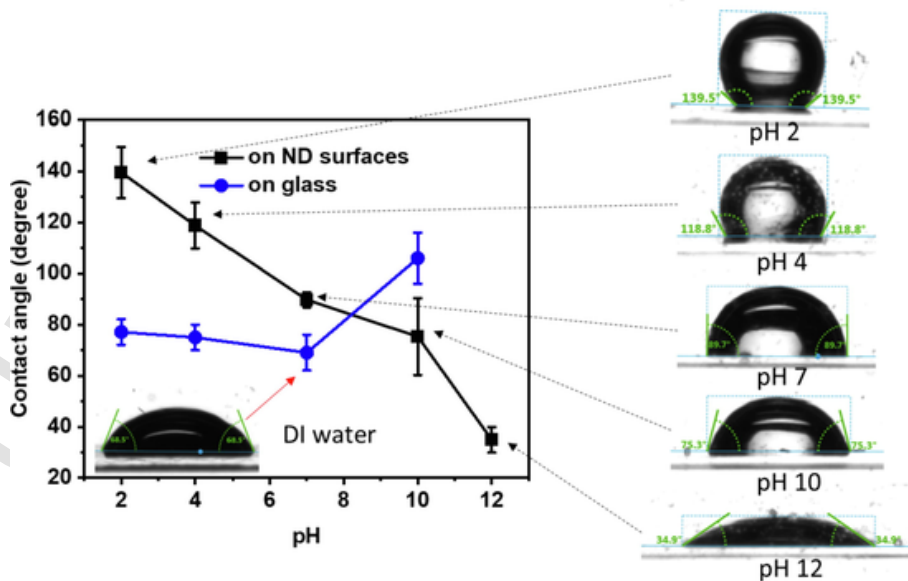 160
140
120
100
80
60
40
20
2
4
6
8
10
12
Contact angle (degree)
pH
on ND surfaces
on glass
68.5°
68.5°
DI water
139.5°
139.5°
pH 2
118.8°
118.8°
pH 4
89.7°
89.7°
pH 7
75.3°
75.3°
pH 10
34.9°
34.9°
pH 12